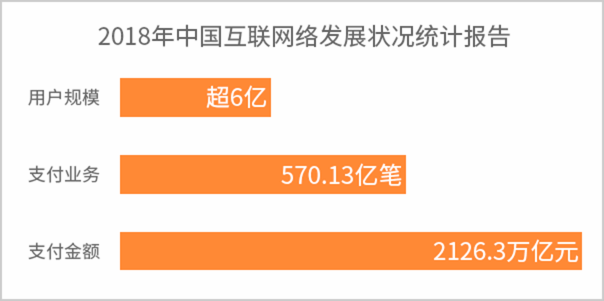 2018年中国互联网络发展状况统计报告
用户规模
超6亿
支付业务
570.13亿笔
支付金额
2126.3万亿元